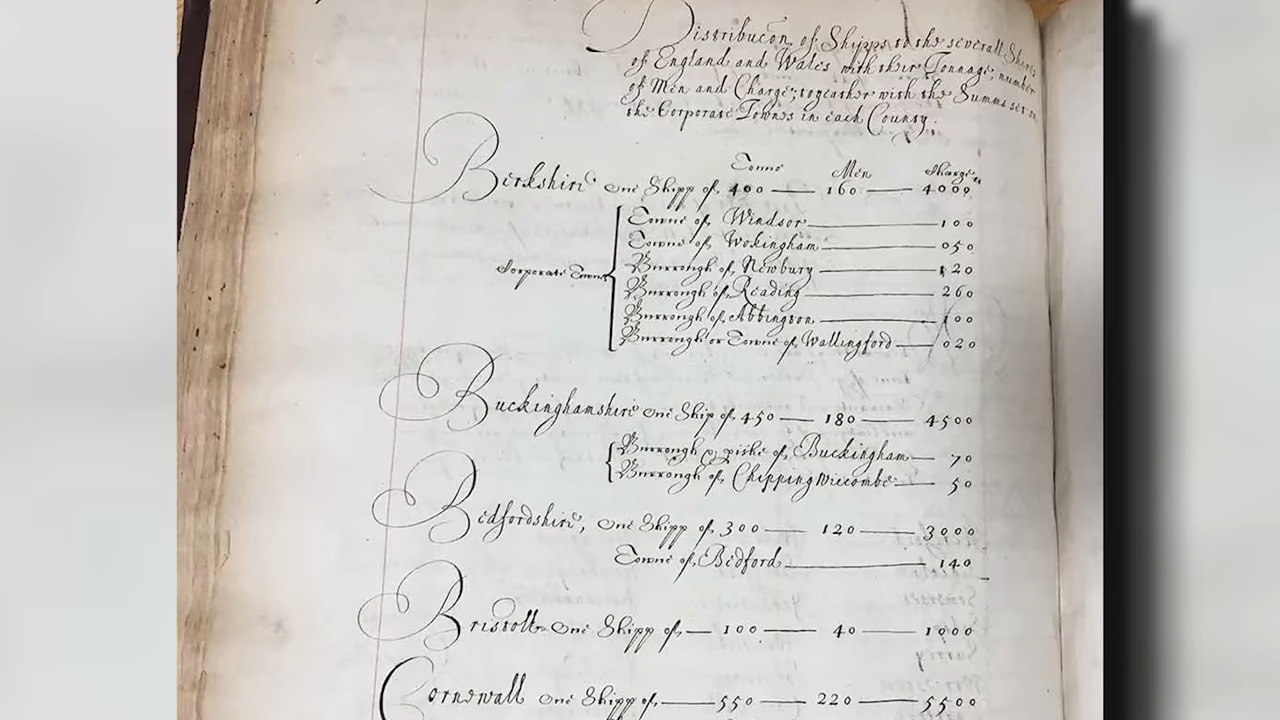 Distribucon of Shipps to the severall Shires
of England and Wales with their Tonnage, number
of Men and Charge; togeather with the Summs set on
the Corporate Townes in each County.
Tonne Men Charge
Berkshire one Shipp of 400 — 160 — 4000
Towne of Windsor — 100
Towne of Wokingham — 050
Corporate Townes Burrough of Newbury — 120
Burrough of Reading — 260
Burrough of Abbington — 100
Burrough or Towne of Wallingford — 020
Buckinghamshire one Ship of 450 — 180 — 4500
Burrough & pishe of Buckingham — 70
Burrough of Chipping Wiccombe — 50
Bedfordshire, one Shipp of 300 — 120 — 3000
Towne of Bedford — 140
Bristoll one Shipp of — 100 — 40 — 1000
Cornewall one Shipp of — 550 — 220 — 5500